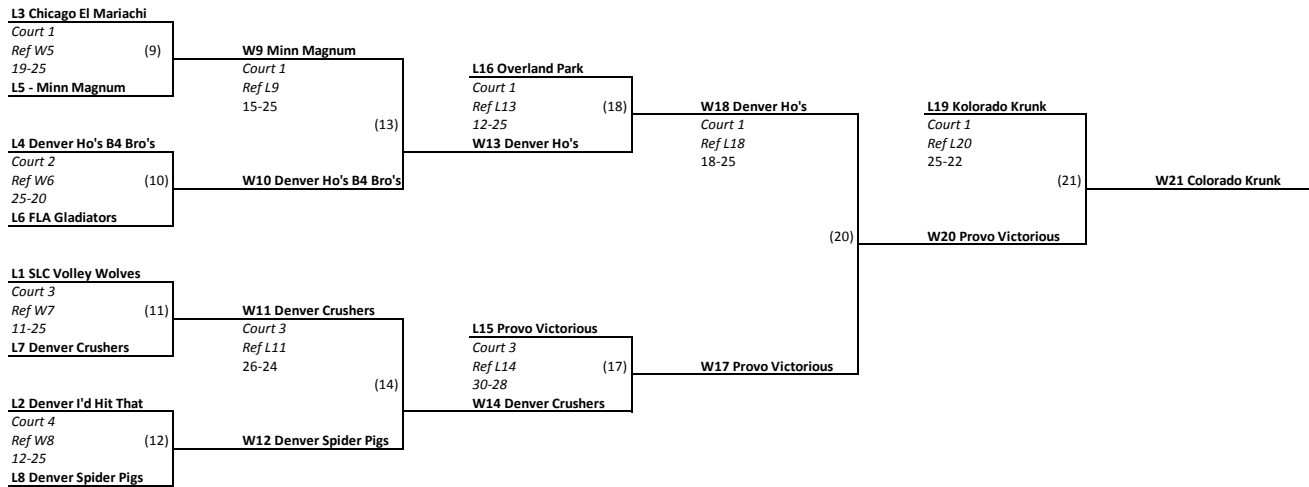 L3 Chicago El Mariachi
Court 1
Ref W5 (9)
19-25
L5 - Minn Magnum
L4 Denver Ho's B4 Bro's
Court 2
Ref W6 (10)
25-20
L6 FLA Gladiators
L1 SLC Volley Wolves
Court 3
Ref W7 (11)
11-25
L7 Denver Crushers
L2 Denver I'd Hit That
Court 4
Ref W8 (12)
12-25
L8 Denver Spider Pigs
W9 Minn Magnum
Court 1
Ref L9
15-25
(13)
W10 Denver Ho's B4 Bro's
W11 Denver Crushers
Court 3
Ref L11
26-24
(14)
W12 Denver Spider Pigs
L16 Overland Park
Court 1
Ref L13 (18)
12-25
W13 Denver Ho's
L15 Provo Victorious
Court 3
Ref L14 (17)
30-28
W14 Denver Crushers
W18 Denver Ho's
Court 1
Ref L18
18-25
(20)
W17 Provo Victorious
L19 Kolorado Krunk
Court 1
Ref L20
25-22
(21)
W20 Provo Victorious
W21 Colorado Krunk